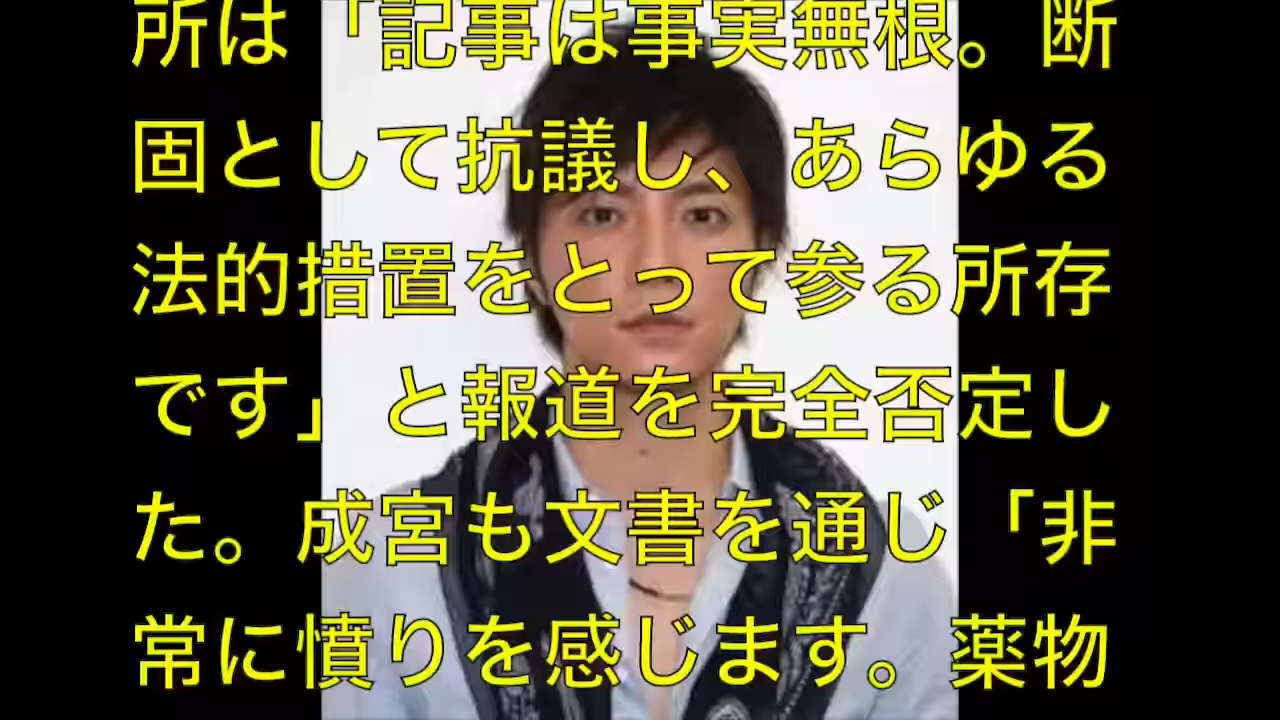 所は「記事は事実無根。断
固として抗議し、あらゆる
法的措置をとって参る所存
です」と報道を完全否定し
た。成宮も文書を通じ「非
常に憤りを感じます。薬物